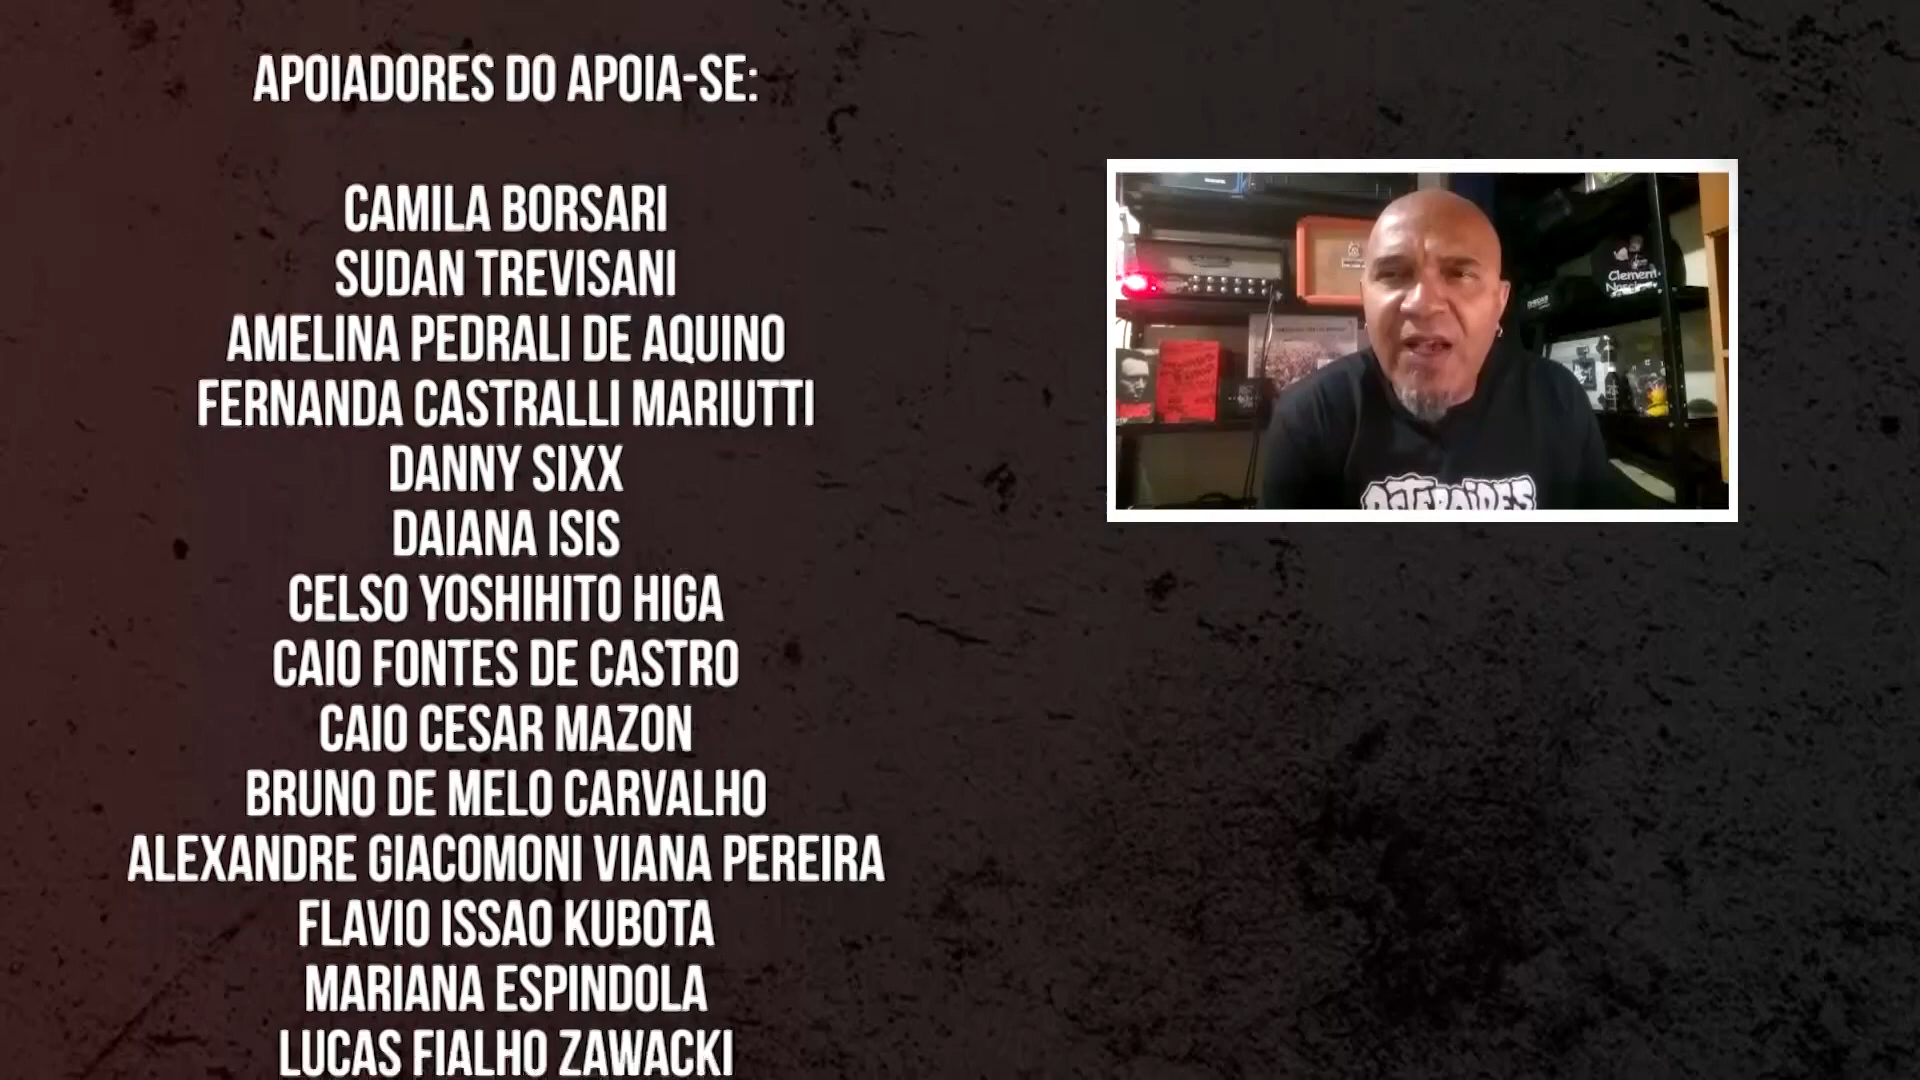 APOIADORES DO APOIA-SE:
CAMILA BORSARI
SUDAN TREVISANI
AMELINA PEDRALI DE AQUINO
FERNANDA CASTRALLI MARIUTTI
DANNY SIXX
DAIANA ISIS
CELSO YOSHIHITO HIGA
CAIO FONTES DE CASTRO
CAIO CESAR MAZON
BRUNO DE MELO CARVALHO
ALEXANDRE GIACOMONI VIANA PEREIRA
FLAVIO ISSAO KUBOTA
MARIANA ESPINDOLA
LUCAS FIALHO ZAWACKI
Clement